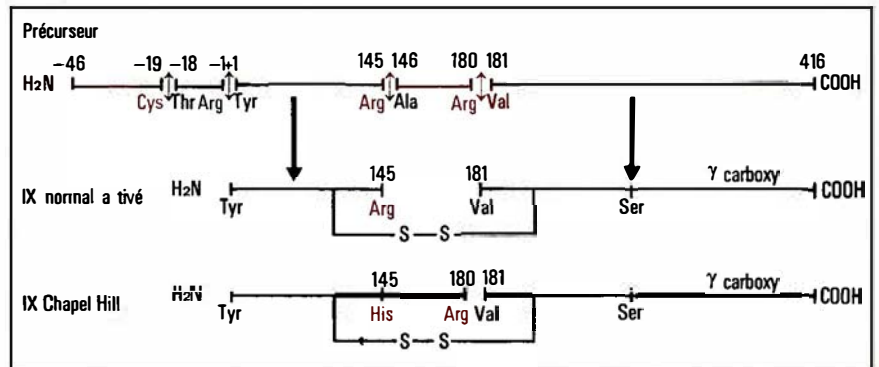 Précurseur
−46 −19 −18 −1+1 145 146 180 181 416
H2N COOH
Cys Thr Arg Tyr Arg Ala Arg Val
145 181 γ carboxy
IX normal a tivé H2N COOH
Tyr Arg Val Ser
S S
145 180 181 γ carboxy
IX Chapel Hill H2N COOH
Tyr His Arg Val Ser
S S